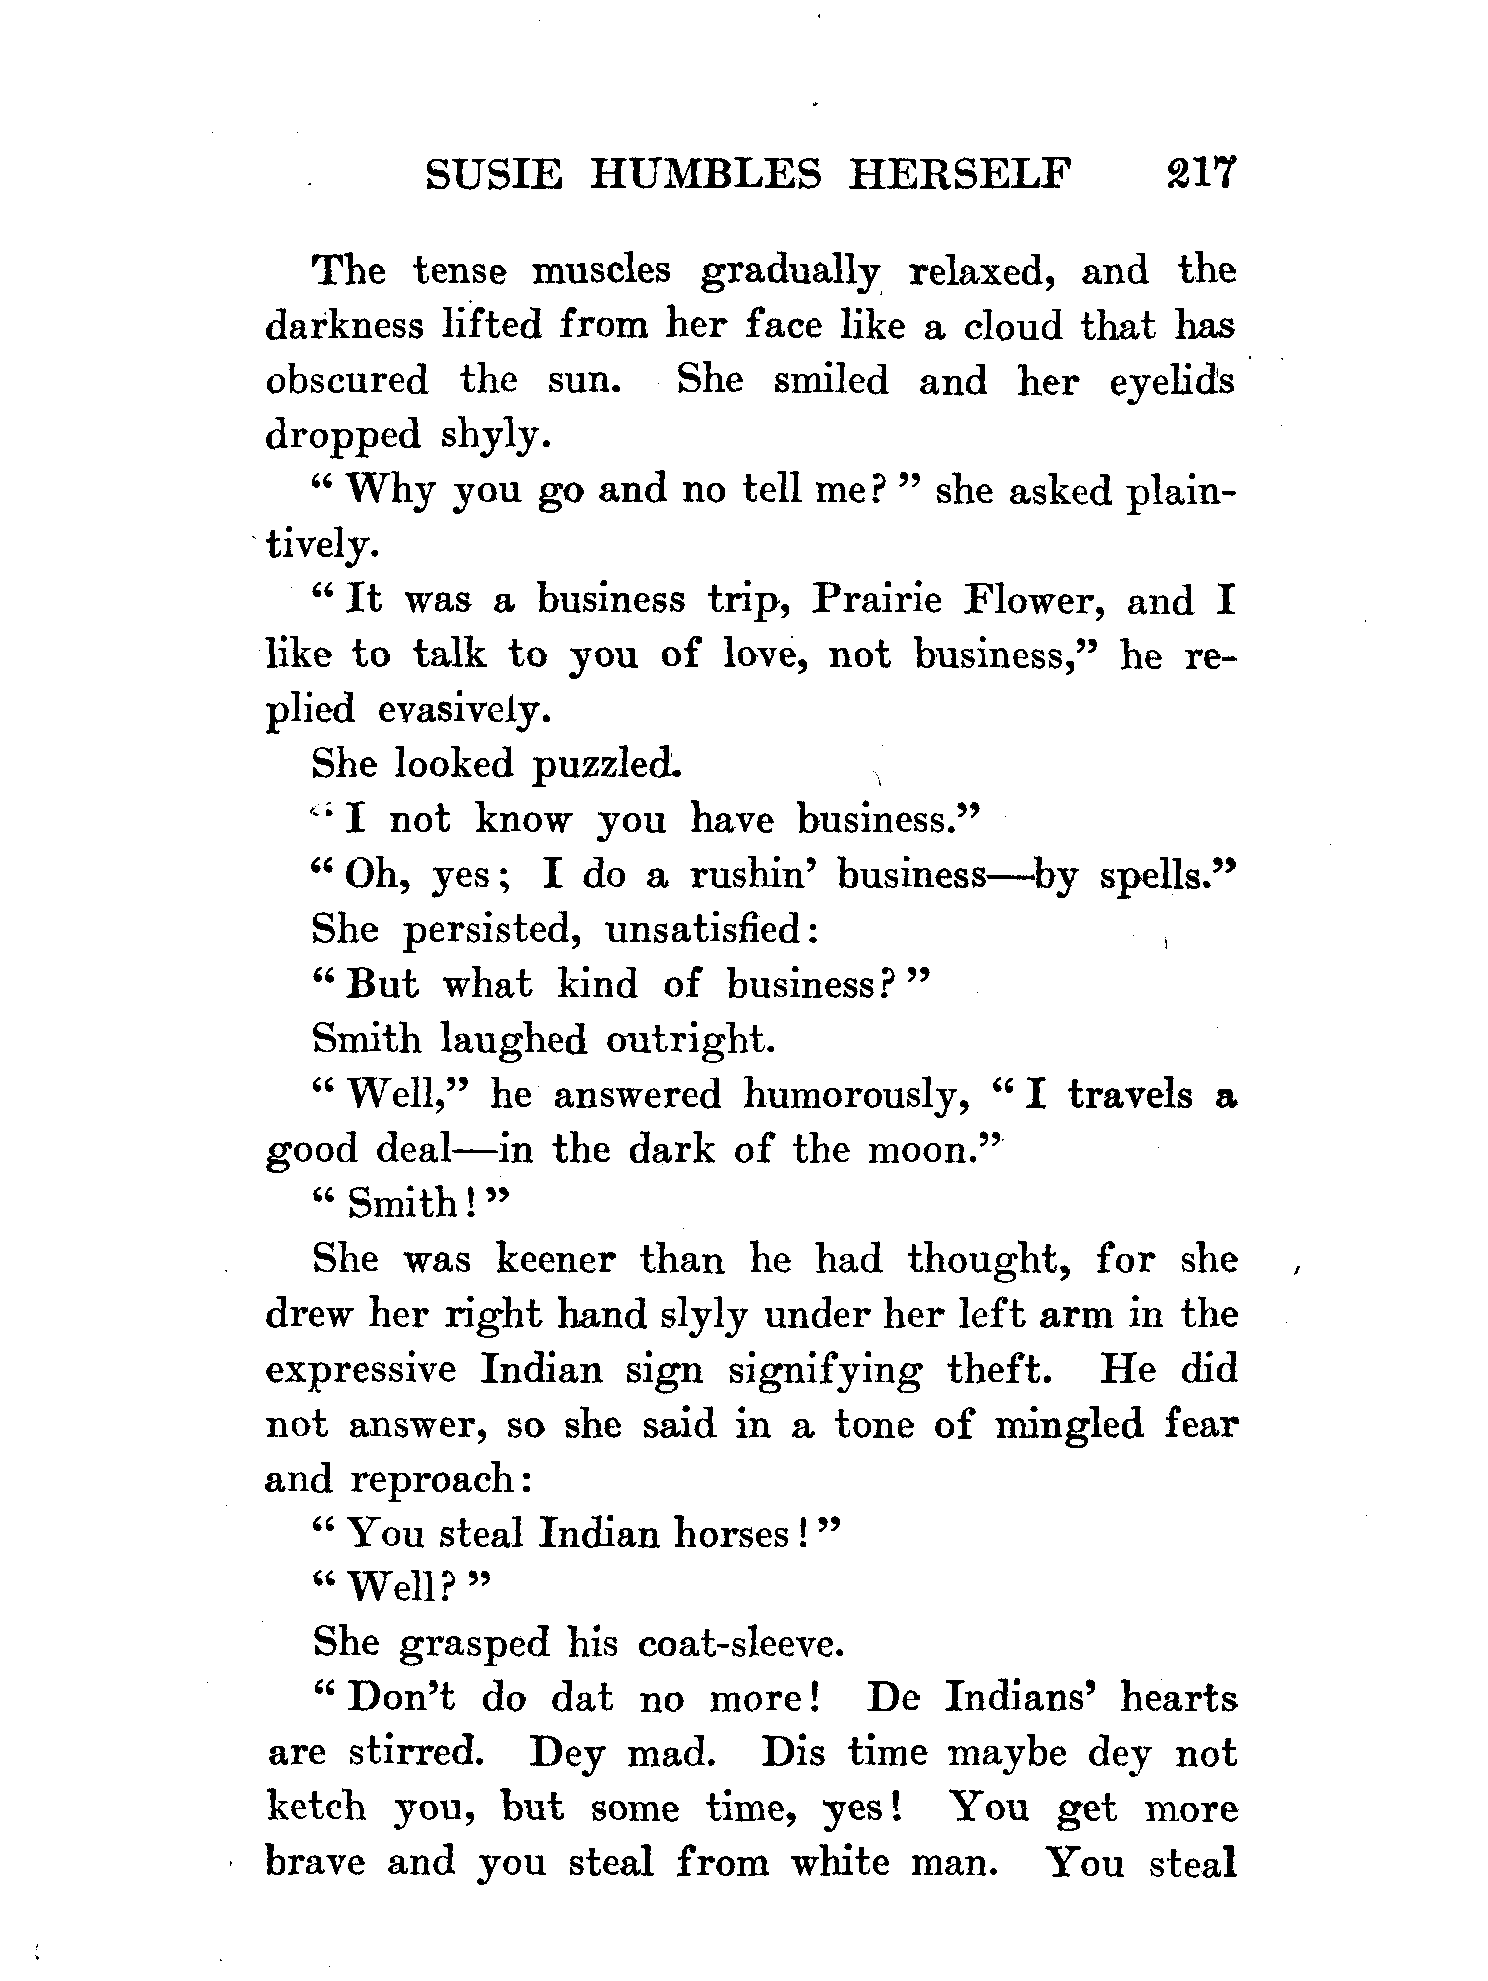 SUSIE HUMBLES HERSELF 217
The tense muscles gradually relaxed, and the
darkness lifted from her face like a cloud that has
obscured the sun. She smiled and her eyelids
dropped shyly.
“ Why you go and no tell me? ” she asked plain-
tively.
“ It was a business trip, Prairie Flower, and I
like to talk to you of love, not business,” he re-
plied evasively.
She looked puzzled.
“ I not know you have business.”
“ Oh, yes; I do a rushin’ business—by spells.”
She persisted, unsatisfied:
“ But what kind of business? ”
Smith laughed outright.
“ Well,” he answered humorously, “ I travels a
good deal—in the dark of the moon.”
“ Smith! ”
She was keener than he had thought, for she
drew her right hand slyly under her left arm in the
expressive Indian sign signifying theft. He did
not answer, so she said in a tone of mingled fear
and reproach:
“ You steal Indian horses! ”
“ Well? ”
She grasped his coat-sleeve.
“ Don’t do dat no more! De Indians’ hearts
are stirred. Dey mad. Dis time maybe dey not
ketch you, but some time, yes! You get more
brave and you steal from white man. You steal